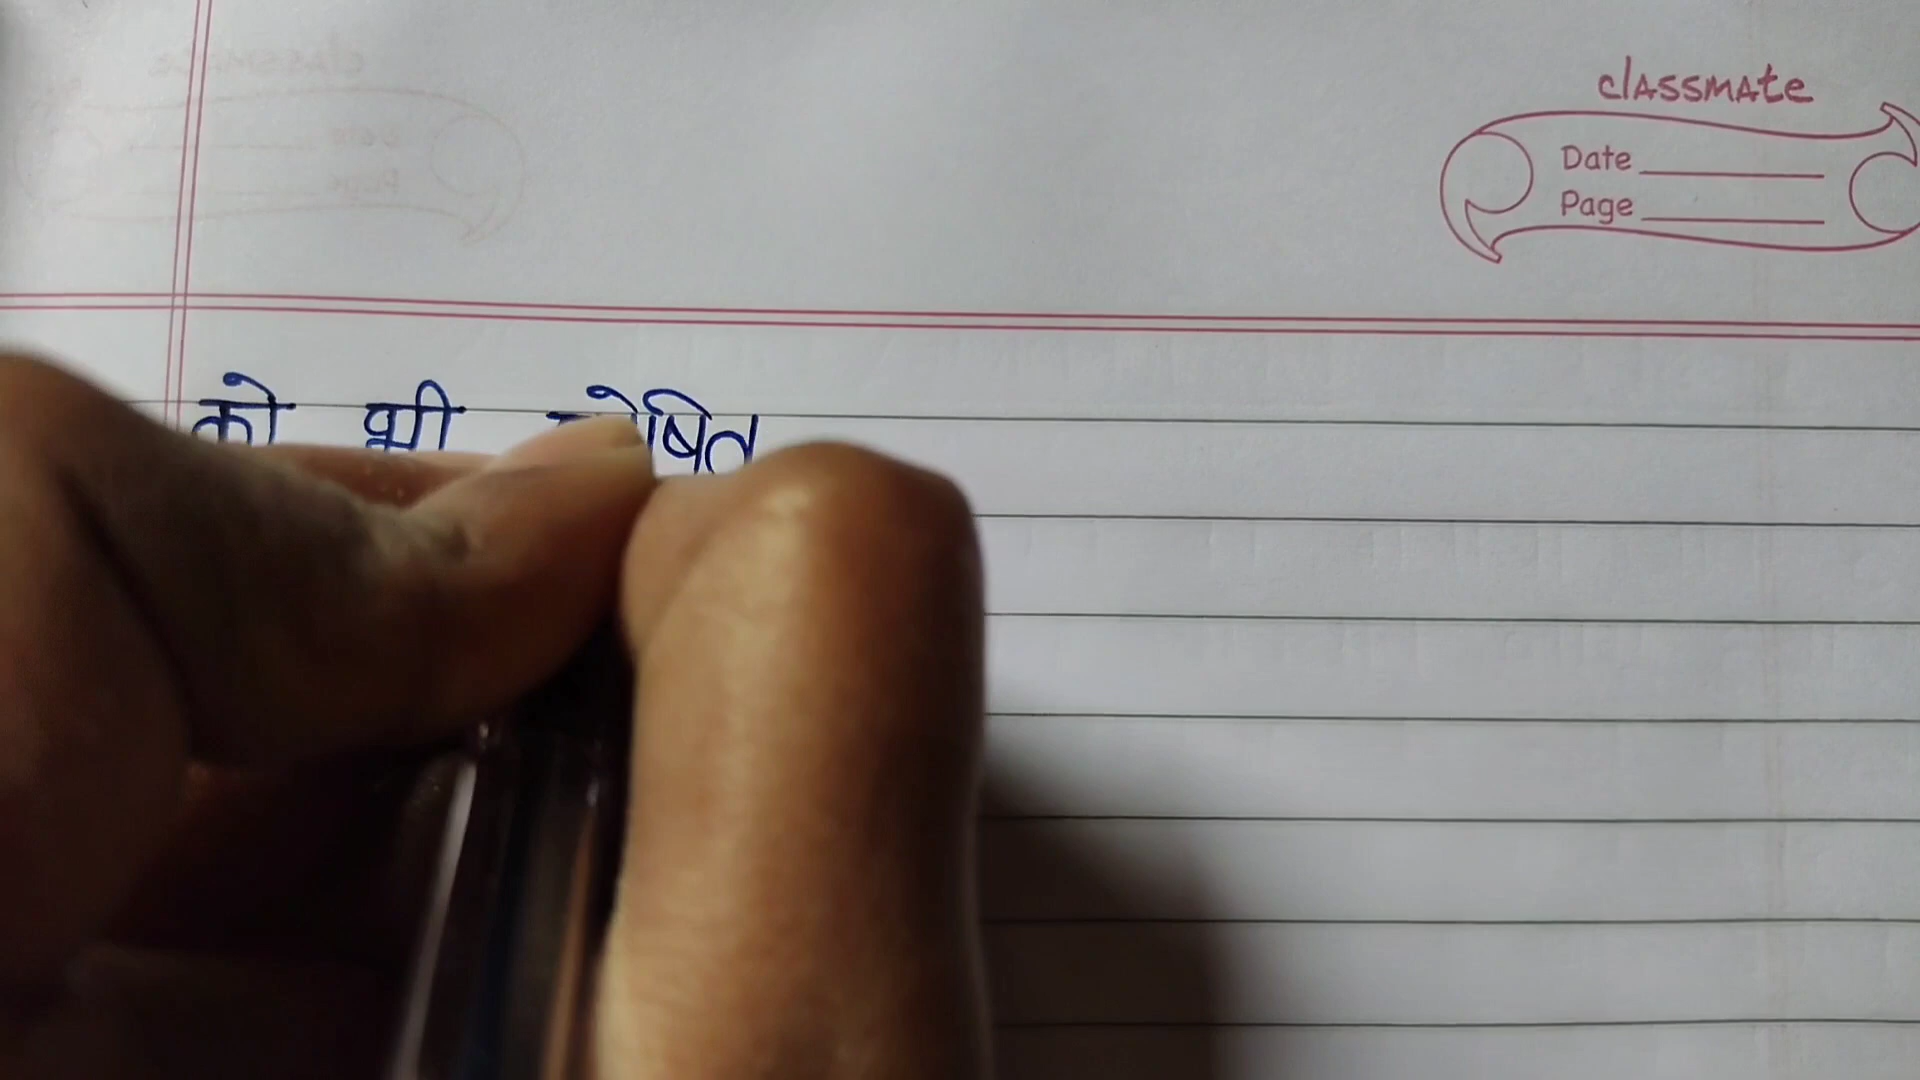 classmate
Date
Page
को भी